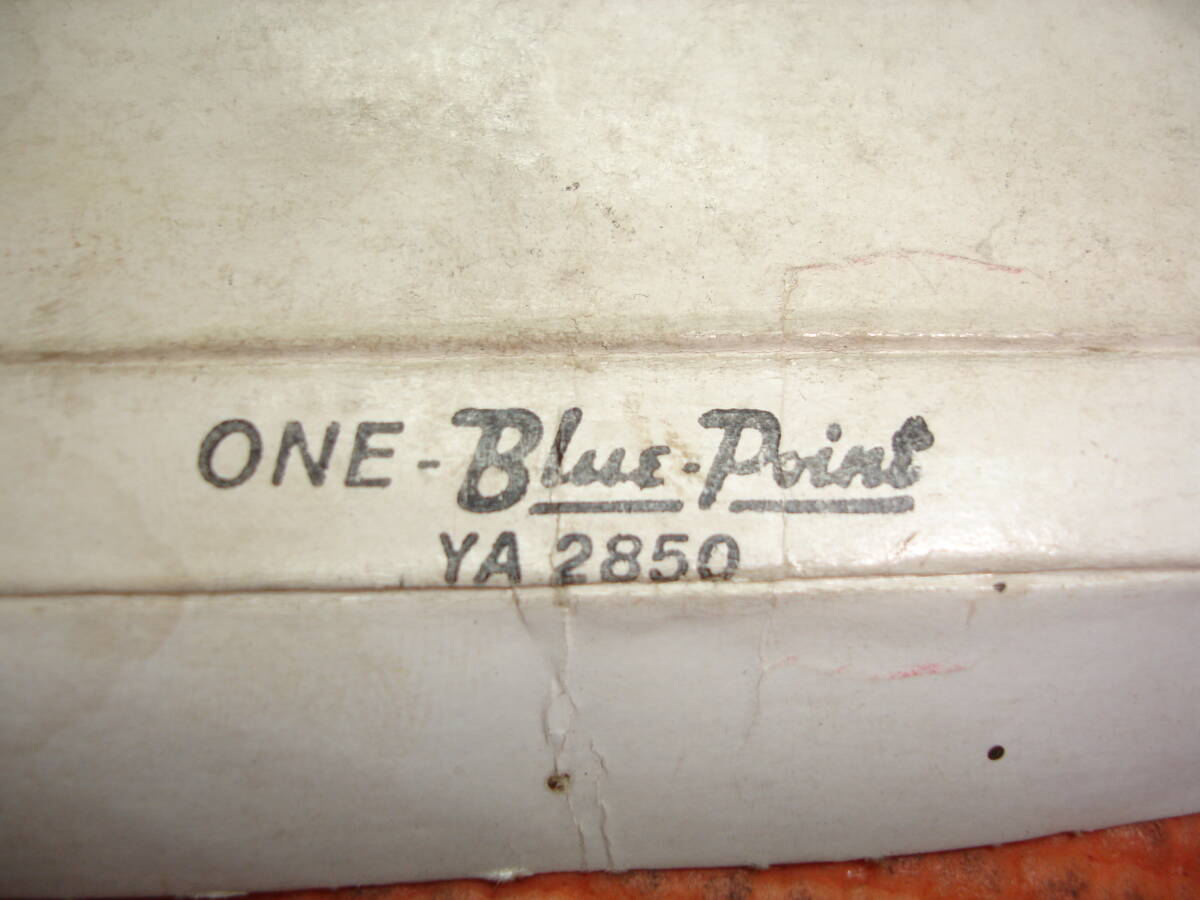 ONE - Blue-Point
YA 2850